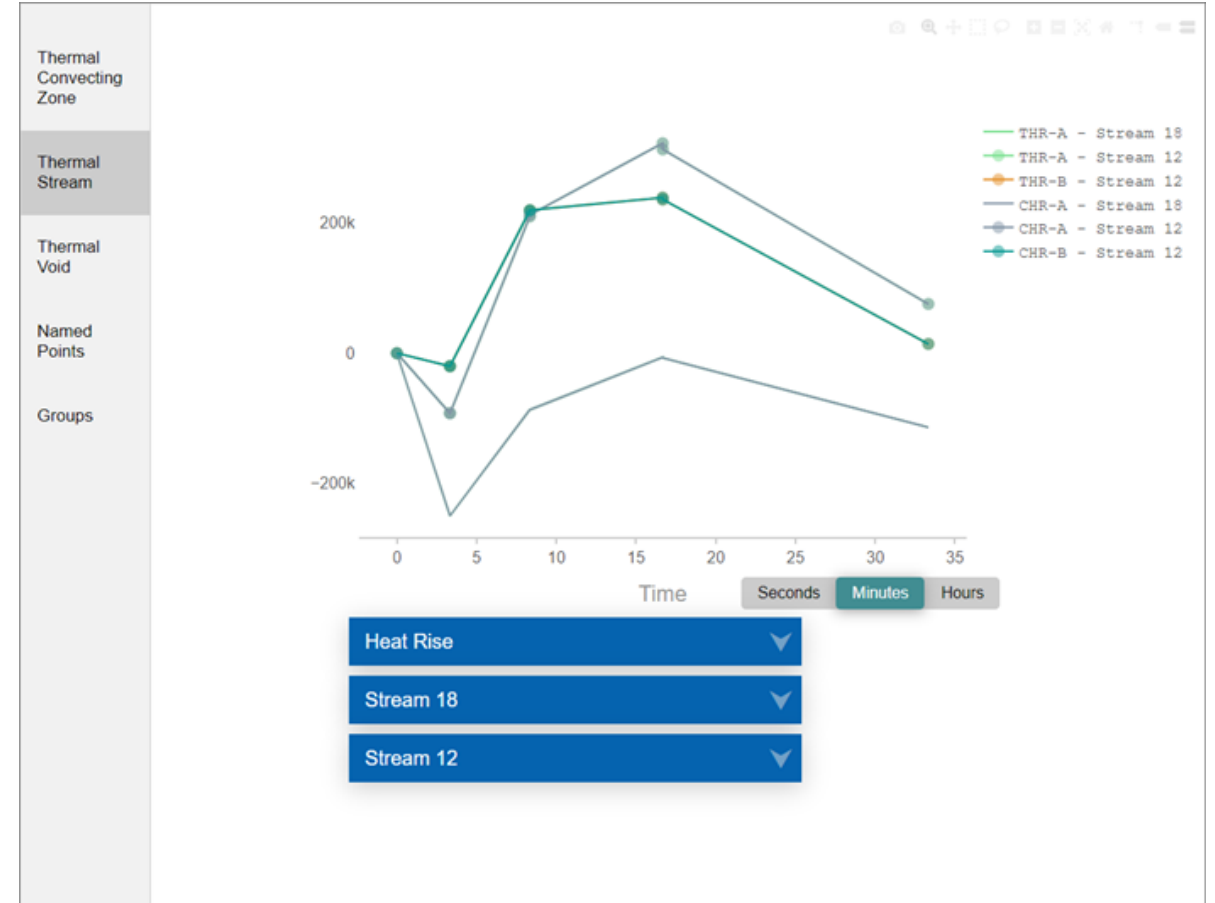 Thermal
Convecting
Zone
Thermal
Stream
Thermal
Void
Named
Points
Groups
THR-A - Stream 18
THR-A - Stream 12
THR-B - Stream 12
CHR-A - Stream 18
CHR-A - Stream 12
CHR-B - Stream 12
200k
0
−200k
0 5 10 15 20 25 30 35
Time
Seconds Minutes Hours
Heat Rise
Stream 18
Stream 12